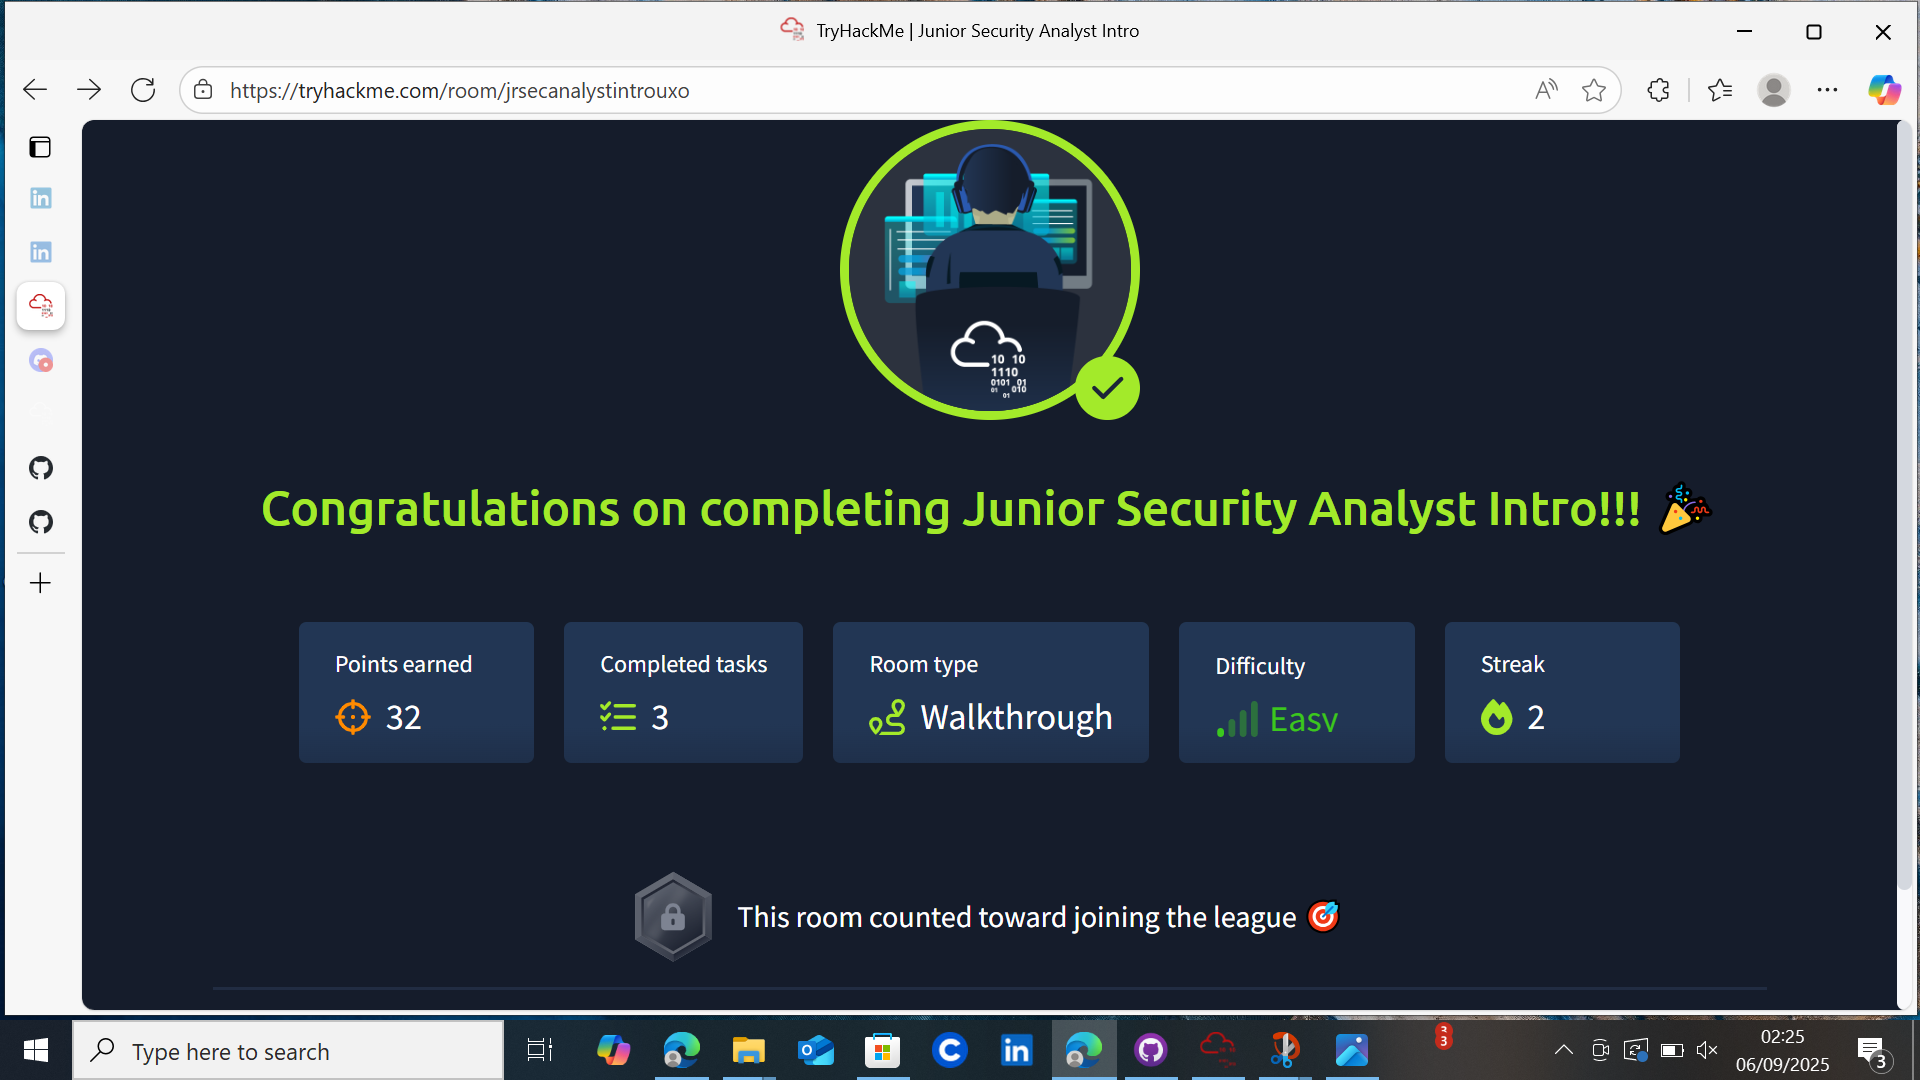 TryHackMe | Junior Security Analyst Intro
https://tryhackme.com/room/jrsecanalystintrouxo
10 10
1110
0101 01
01 010
01
Congratulations on completing Junior Security Analyst Intro!!!
Points earned
32
Completed tasks
3
Room type
Walkthrough
Difficulty
Easy
Streak
2
This room counted toward joining the league
Type here to search
3
3
02:25
06/09/2025
3